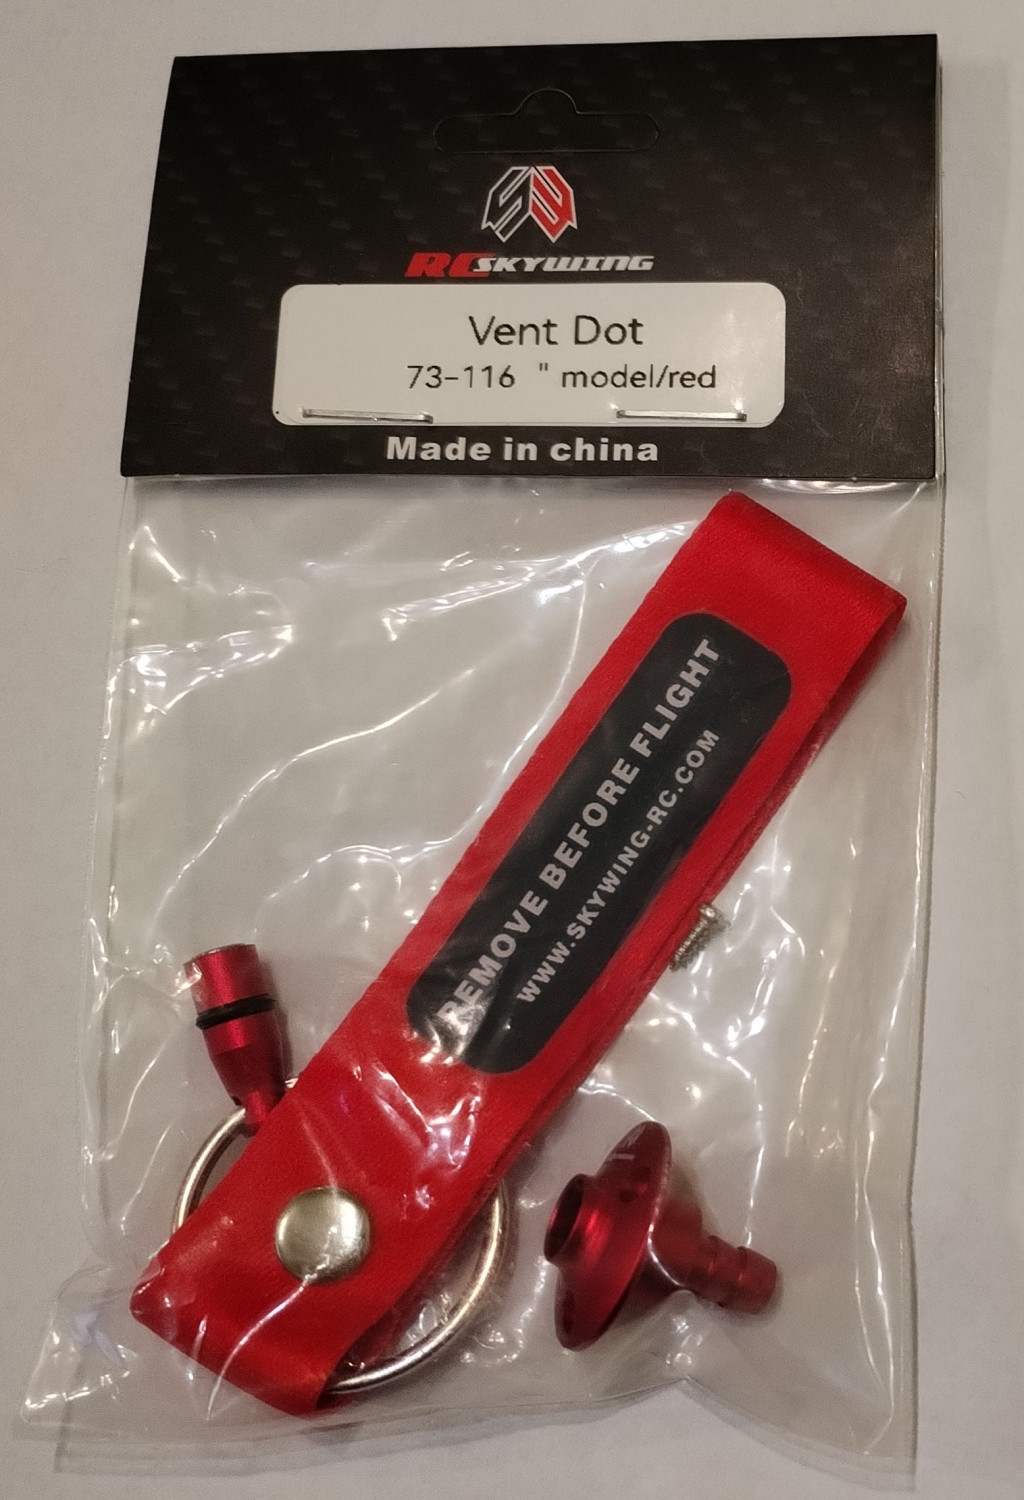 RCSKYWING
Vent Dot
73-116 " model/red
Made in china
REMOVE BEFORE FLIGHT
WWW.SKYWING-RC.COM